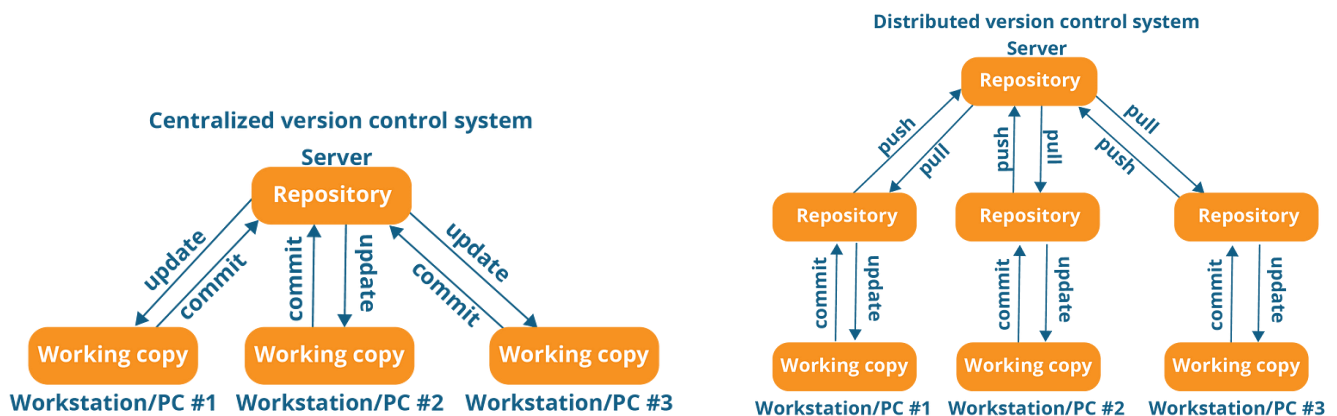 Centralized version control system
Server
Repository
update
commit
commit
update
update
commit
Working copy
Working copy
Working copy
Workstation/PC #1
Workstation/PC #2
Workstation/PC #3
Distributed version control system
Server
Repository
push
pull
push
pull
pull
push
Repository
Repository
Repository
commit
update
commit
update
commit
update
Working copy
Working copy
Working copy
Workstation/PC #1
Workstation/PC #2
Workstation/PC #3